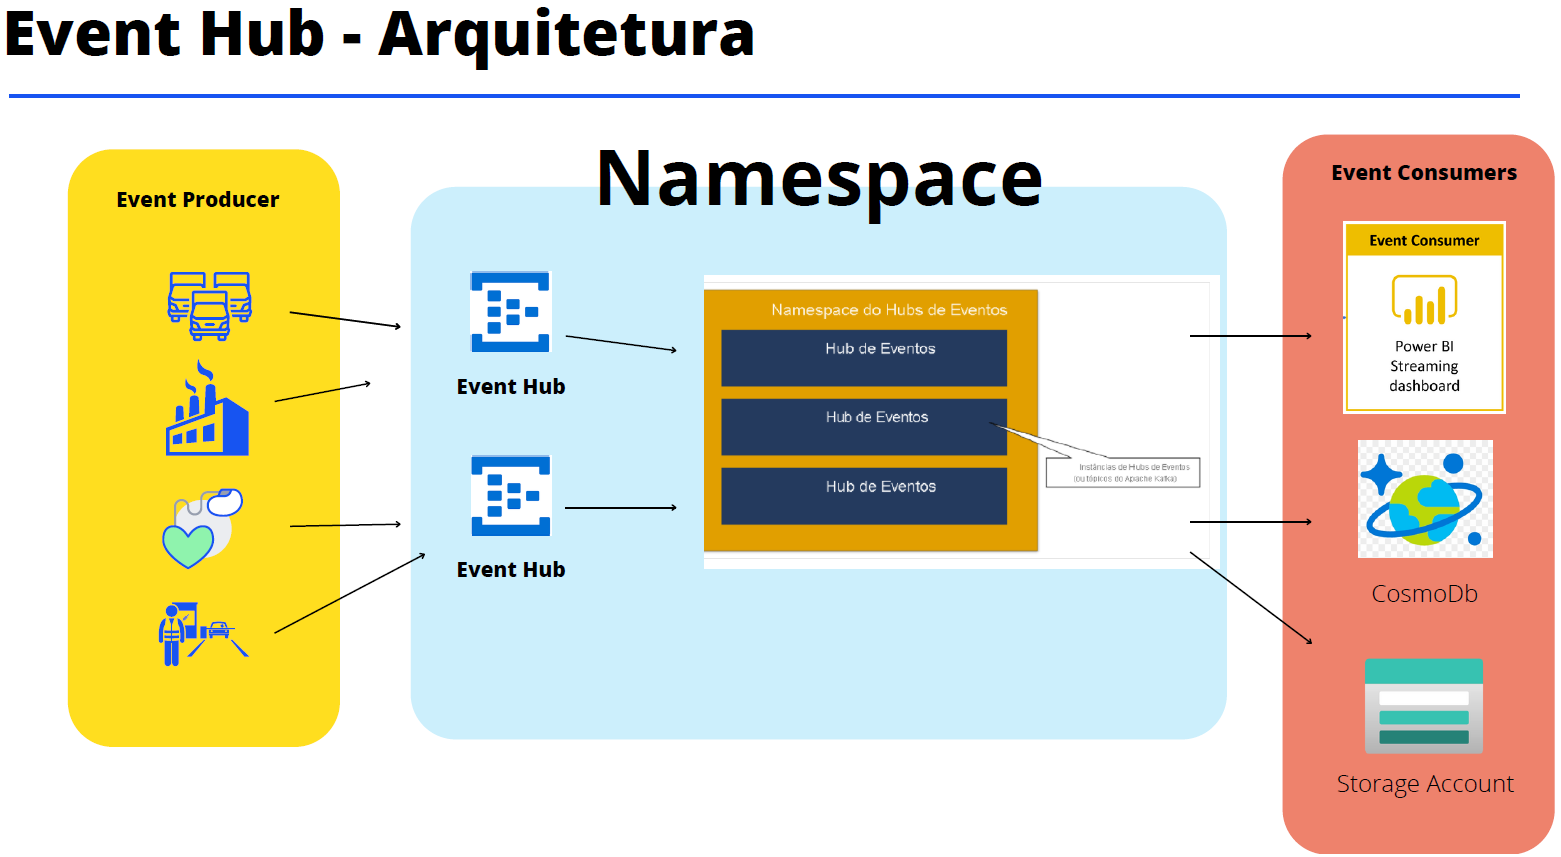 Event Hub - Arquitetura
Event Producer
Namespace
Event Hub
Event Hub
Namespace do Hubs de Eventos
Hub de Eventos
Hub de Eventos
Hub de Eventos
Instâncias de Hubs de Eventos
(ou tópicos do Apache Kafka)
Event Consumers
Event Consumer
Power BI
Streaming
dashboard
CosmoDb
Storage Account